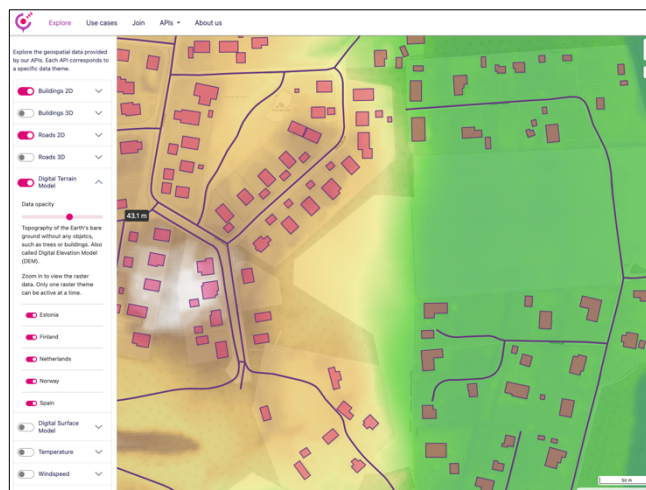 Explore
Use cases
Join
APIs
About us
Explore the geospatial data provided
by our APIs. Each API corresponds to
a specific data theme.
Buildings 2D
Buildings 3D
Roads 2D
Roads 3D
Digital Terrain
Model
Data opacity
43.1 m
Topography of the Earth's bare
ground without any objetcs,
such as trees or buildings. Also
called Digital Elevation Model
(DEM).
Zoom in to view the raster
data. Only one raster theme
can be active at a time.
Estonia
Finland
Netherlands
Norway
Spain
Digital Surface
Model
Temperature
Windspeed
50 m